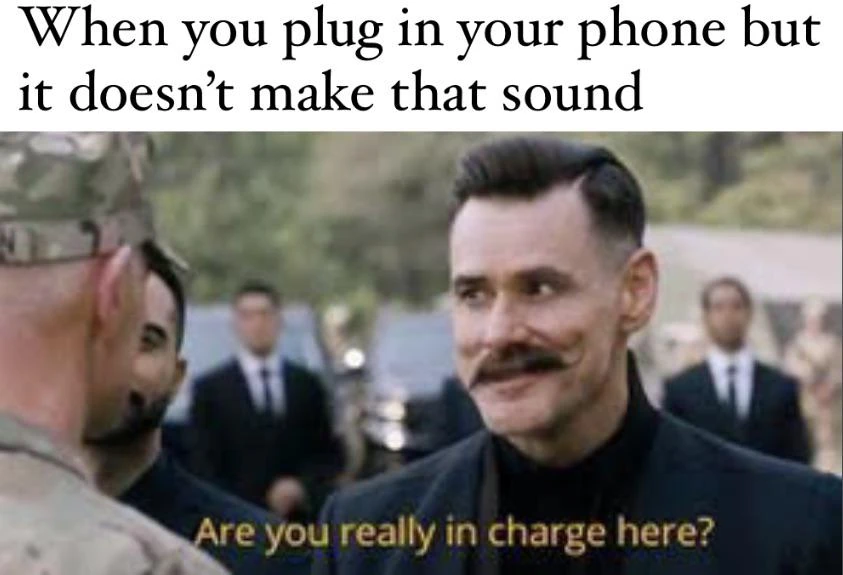 When you plug in your phone but
it doesn’t make that sound
Are you really in charge here?